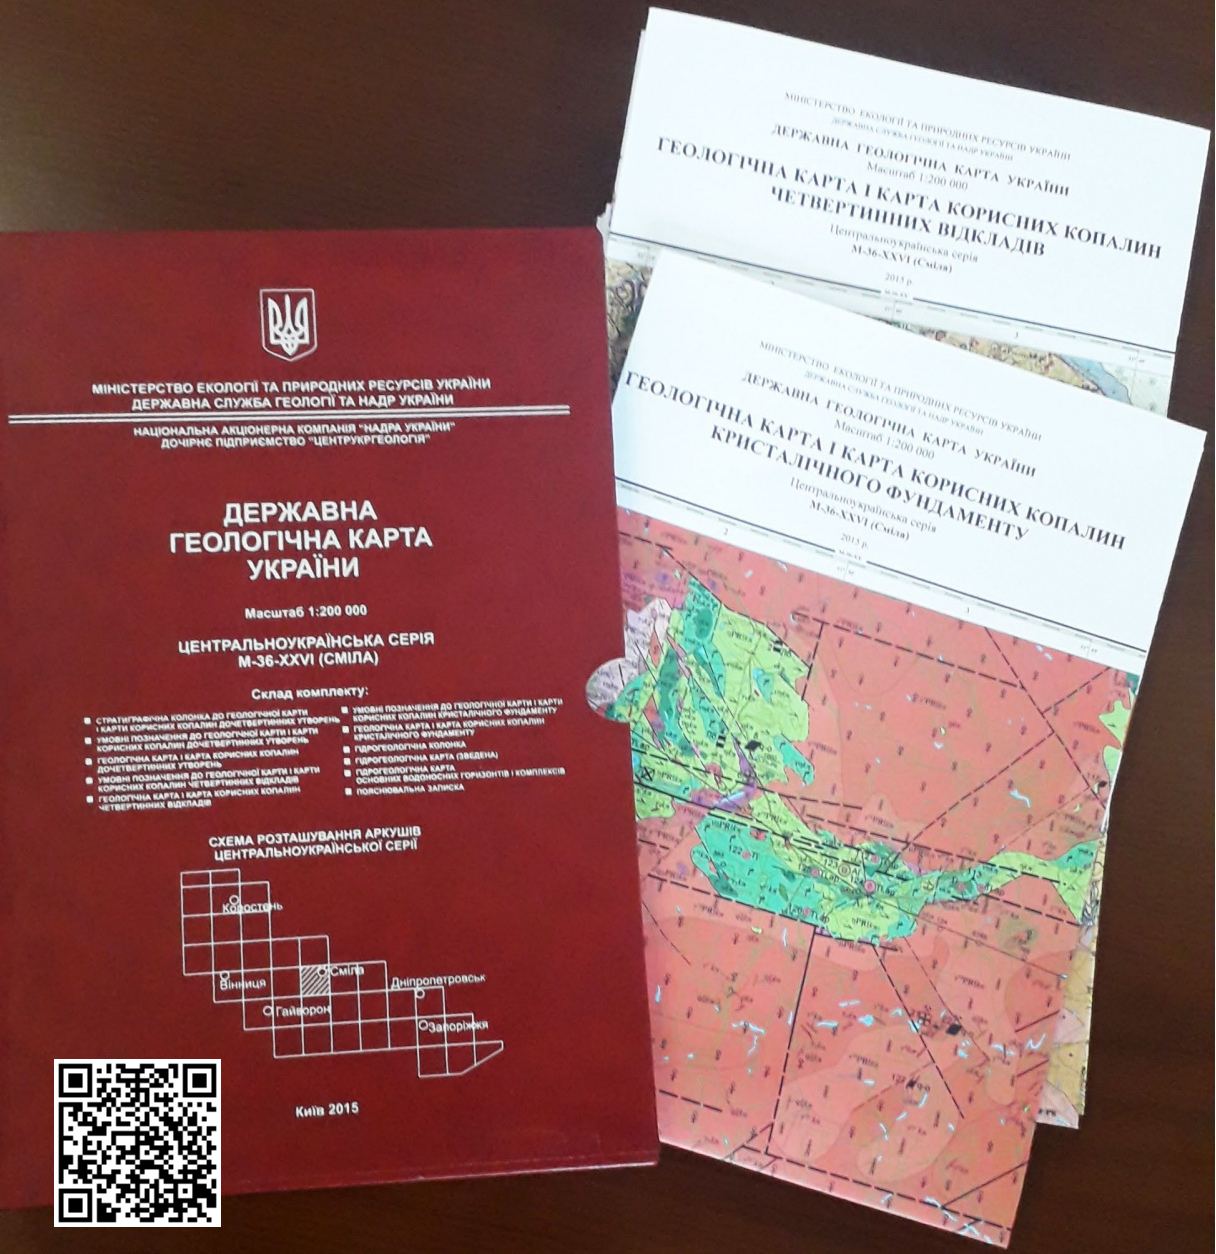 МІНІСТЕРСТВО ЕКОЛОГІЇ ТА ПРИРОДНИХ РЕСУРСІВ УКРАЇНИ
ДЕРЖАВНА СЛУЖБА ГЕОЛОГІЇ ТА НАДР УКРАЇНИ
НАЦІОНАЛЬНА АКЦІОНЕРНА КОМПАНІЯ "НАДРА УКРАЇНИ"
ДОЧІРНЄ ПІДПРИЄМСТВО "ЦЕНТРУКРГЕОЛОГІЯ"
ДЕРЖАВНА
ГЕОЛОГІЧНА КАРТА
УКРАЇНИ
Масштаб 1:200 000
ЦЕНТРАЛЬНОУКРАЇНСЬКА СЕРІЯ
М-36-XXVI (СМІЛА)
Склад комплекту:
СТРАТИГРАФІЧНА КОЛОНКА ДО ГЕОЛОГІЧНОЇ КАРТИ
І КАРТИ КОРИСНИХ КОПАЛИН ДОЧЕТВЕРТИННИХ УТВОРЕНЬ
УМОВНІ ПОЗНАЧЕННЯ ДО ГЕОЛОГІЧНОЇ КАРТИ І КАРТИ
КОРИСНИХ КОПАЛИН ДОЧЕТВЕРТИННИХ УТВОРЕНЬ
ГЕОЛОГІЧНА КАРТА І КАРТА КОРИСНИХ КОПАЛИН
ДОЧЕТВЕРТИННИХ УТВОРЕНЬ
УМОВНІ ПОЗНАЧЕННЯ ДО ГЕОЛОГІЧНОЇ КАРТИ І КАРТИ
КОРИСНИХ КОПАЛИН ЧЕТВЕРТИННИХ ВІДКЛАДІВ
ГЕОЛОГІЧНА КАРТА І КАРТА КОРИСНИХ КОПАЛИН
ЧЕТВЕРТИННИХ ВІДКЛАДІВ
УМОВНІ ПОЗНАЧЕННЯ ДО ГЕОЛОГІЧНОЇ КАРТИ І КАРТИ
КОРИСНИХ КОПАЛИН КРИСТАЛІЧНОГО ФУНДАМЕНТУ
ГЕОЛОГІЧНА КАРТА І КАРТА КОРИСНИХ КОПАЛИН
КРИСТАЛІЧНОГО ФУНДАМЕНТУ
ГІДРОГЕОЛОГІЧНА КОЛОНКА
ГІДРОГЕОЛОГІЧНА КАРТА (ЗВЕДЕНА)
ГІДРОГЕОЛОГІЧНА КАРТА
ОСНОВНИХ ВОДОНОСНИХ ГОРИЗОНТІВ І КОМПЛЕКСІВ
ПОЯСНЮВАЛЬНА ЗАПИСКА
СХЕМА РОЗТАШУВАННЯ АРКУШІВ
ЦЕНТРАЛЬНОУКРАЇНСЬКОЇ СЕРІЇ
Коростень
Вінниця
Сміла
Дніпропетровськ
Гайворон
Запоріжжя
Київ 2015
МІНІСТЕРСТВО ЕКОЛОГІЇ ТА ПРИРОДНИХ РЕСУРСІВ УКРАЇНИ
ДЕРЖАВНА СЛУЖБА ГЕОЛОГІЇ ТА НАДР УКРАЇНИ
ДЕРЖАВНА ГЕОЛОГІЧНА КАРТА УКРАЇНИ
Масштаб 1:200 000
ГЕОЛОГІЧНА КАРТА І КАРТА КОРИСНИХ КОПАЛИН
ЧЕТВЕРТИННИХ ВІДКЛАДІВ
Центральноукраїнська серія
М-36-XXVI (Сміла)
2015 р.
МІНІСТЕРСТВО ЕКОЛОГІЇ ТА ПРИРОДНИХ РЕСУРСІВ УКРАЇНИ
ДЕРЖАВНА СЛУЖБА ГЕОЛОГІЇ ТА НАДР УКРАЇНИ
ДЕРЖАВНА ГЕОЛОГІЧНА КАРТА УКРАЇНИ
Масштаб 1:200 000
ГЕОЛОГІЧНА КАРТА І КАРТА КОРИСНИХ КОПАЛИН
КРИСТАЛІЧНОГО ФУНДАМЕНТУ
Центральноукраїнська серія
М-36-XXVI (Сміла)
2015 р.